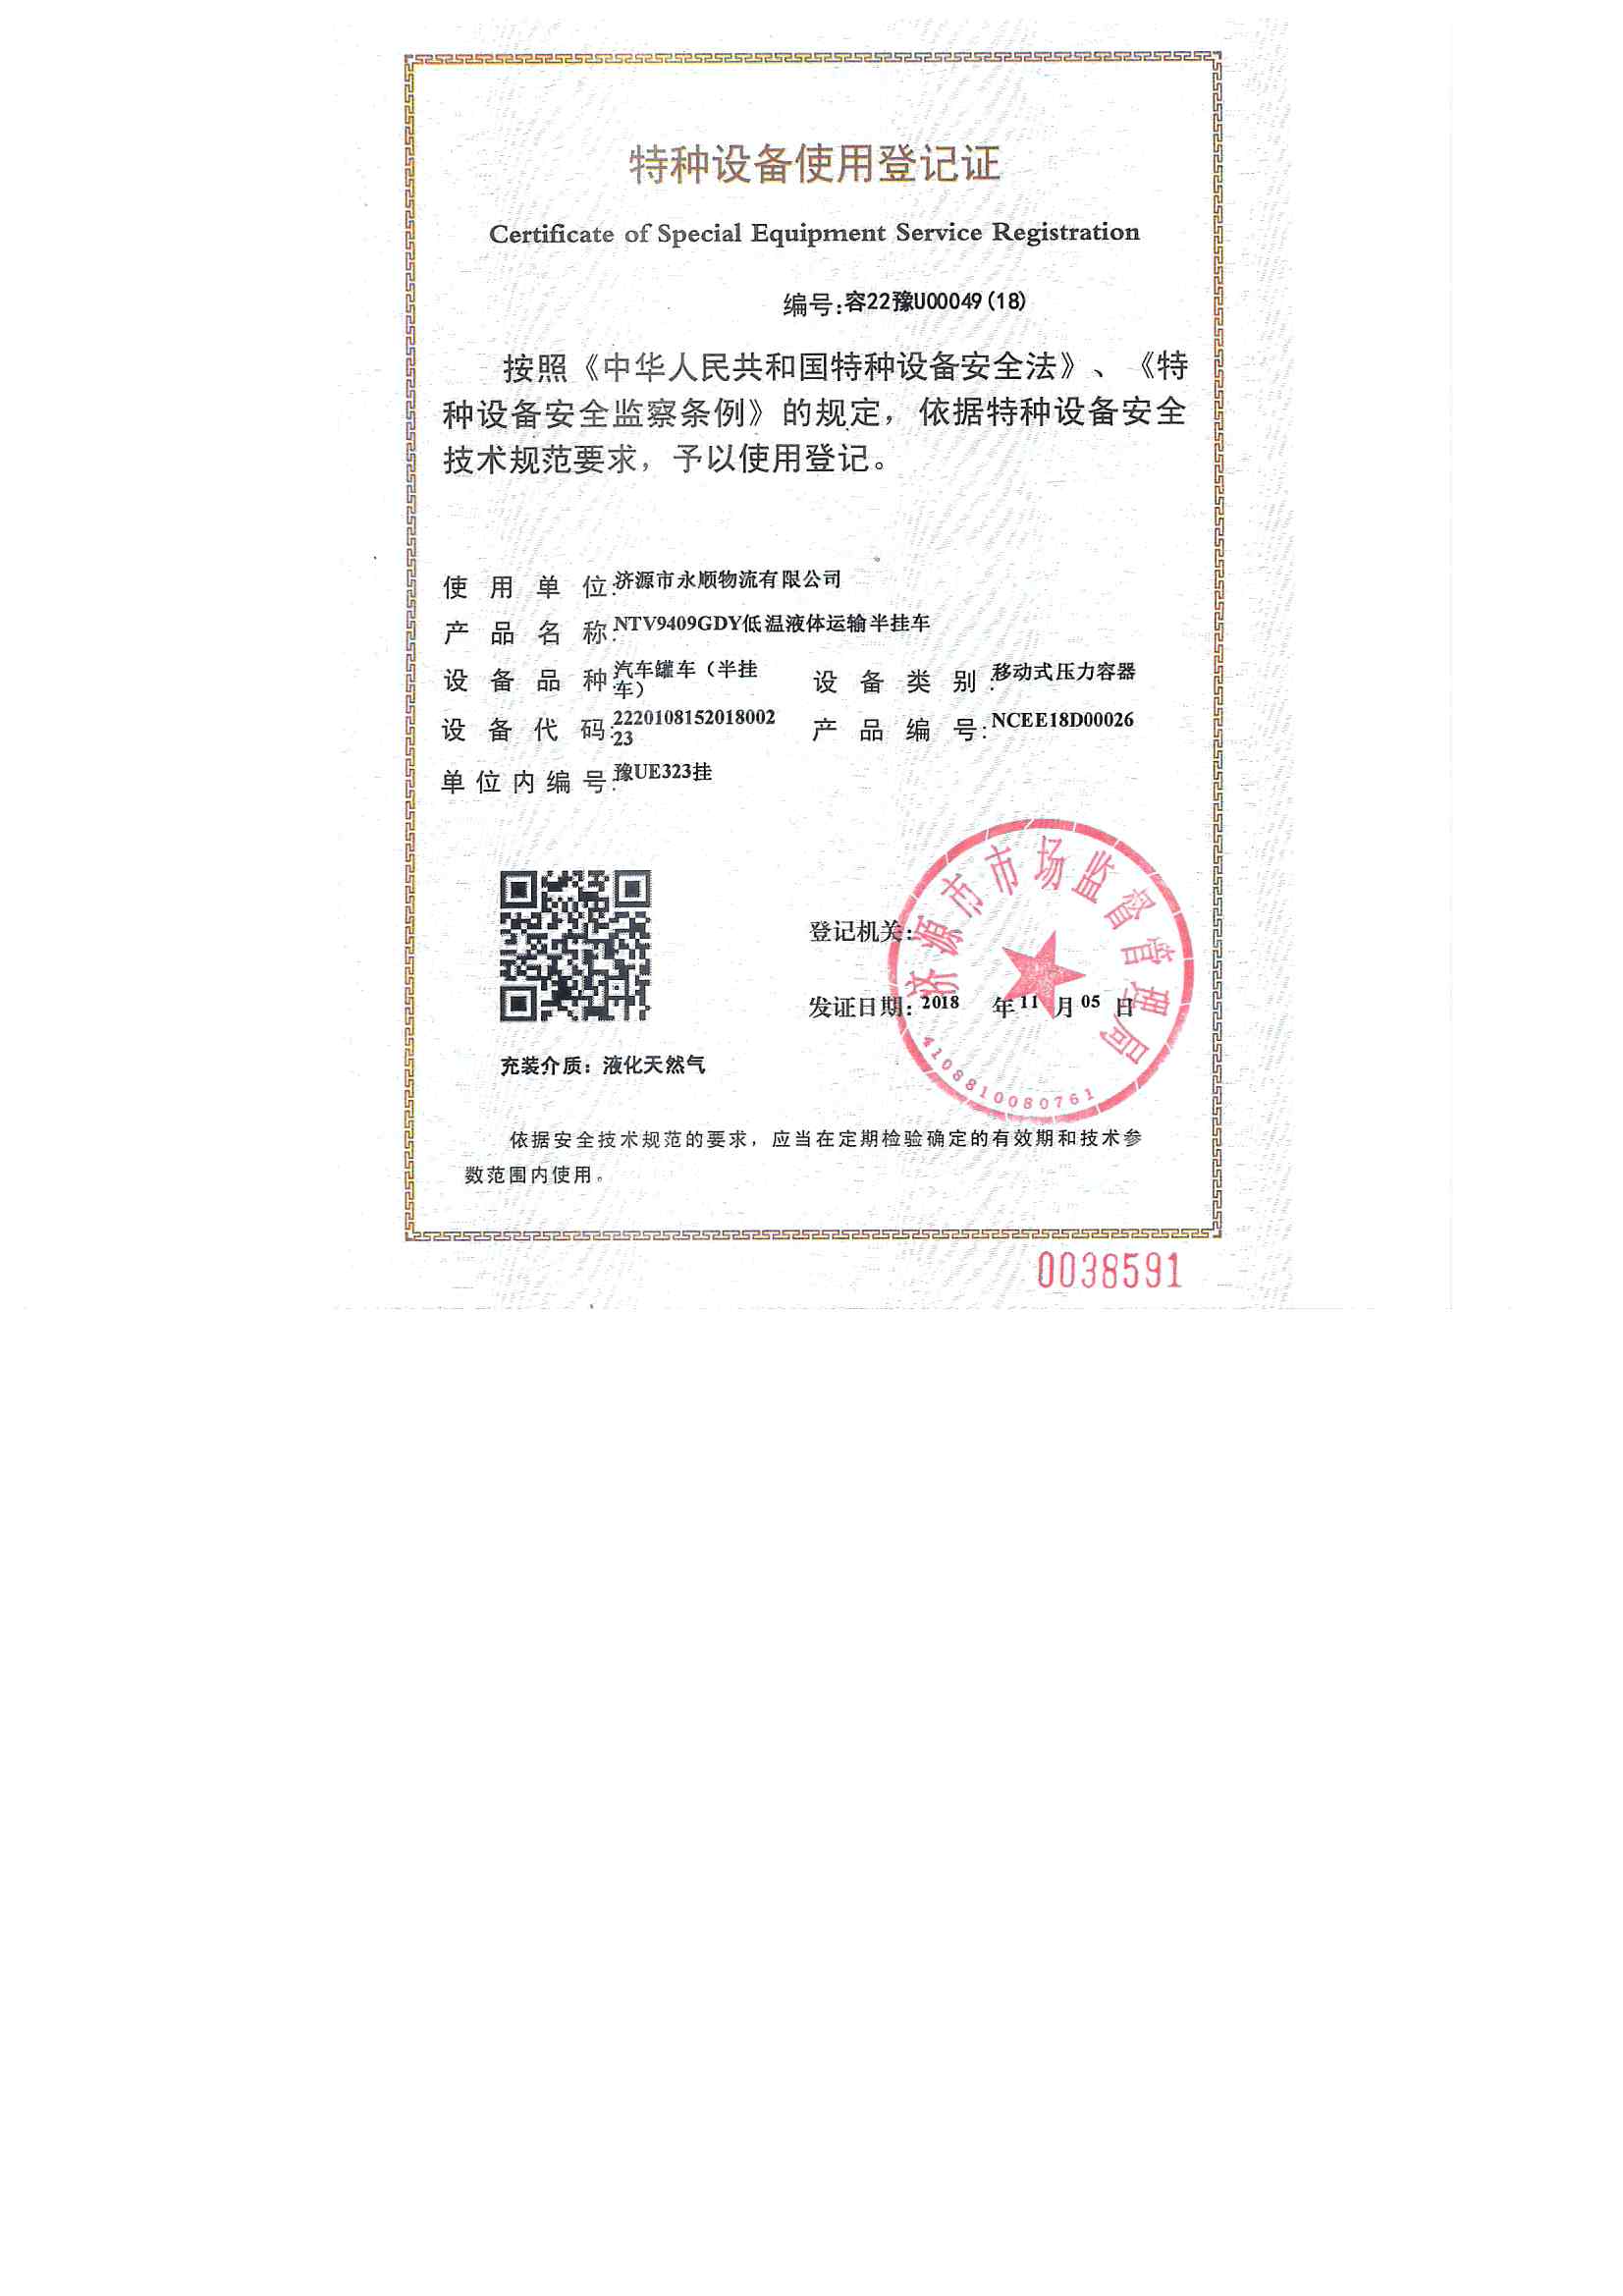 特种设备使用登记证
Certificate of Special Equipment Service Registration
编号:容22豫U00049(18)
按照《中华人民共和国特种设备安全法》、《特
种设备安全监察条例》的规定，依据特种设备安全
技术规范要求，予以使用登记。
使用单位:济源市永顺物流有限公司
产品名称:NTV9409GDY低温液体运输半挂车
设备品种:汽车罐车（半挂
车）
设备类别:移动式压力容器
设备代码:2220108152018002
23
产品编号:NCEE18D00026
单位内编号:豫UE323挂
登记机关:
济源市市场监督管理局
发证日期: 2018 年 11 月 05 日
4108810080761
充装介质：液化天然气
依据安全技术规范的要求，应当在定期检验确定的有效期和技术参
数范围内使用。
0038591